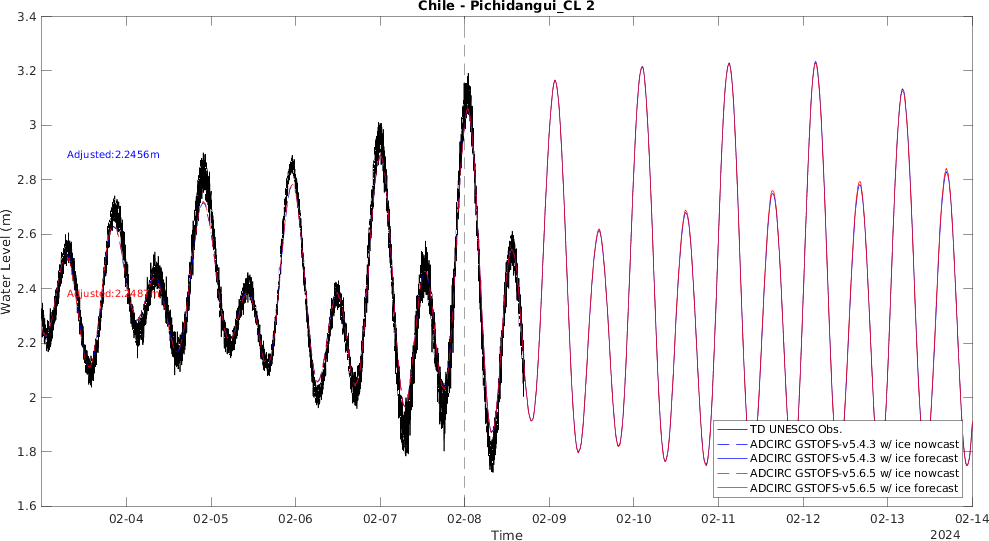 Chile - Pichidangui_CL 2
3.4
3.2
3
2.8
2.6
2.4
2.2
2
1.8
1.6
Water Level (m)
Adjusted:2.2456m
TD UNESCO Obs.
ADCIRC GSTOFS-v5.4.3 w/ ice nowcast
ADCIRC GSTOFS-v5.4.3 w/ ice forecast
ADCIRC GSTOFS-v5.6.5 w/ ice nowcast
ADCIRC GSTOFS-v5.6.5 w/ ice forecast
02-04
02-05
02-06
02-07
02-08
02-09
02-10
02-11
02-12
02-13
02-14
Time
2024